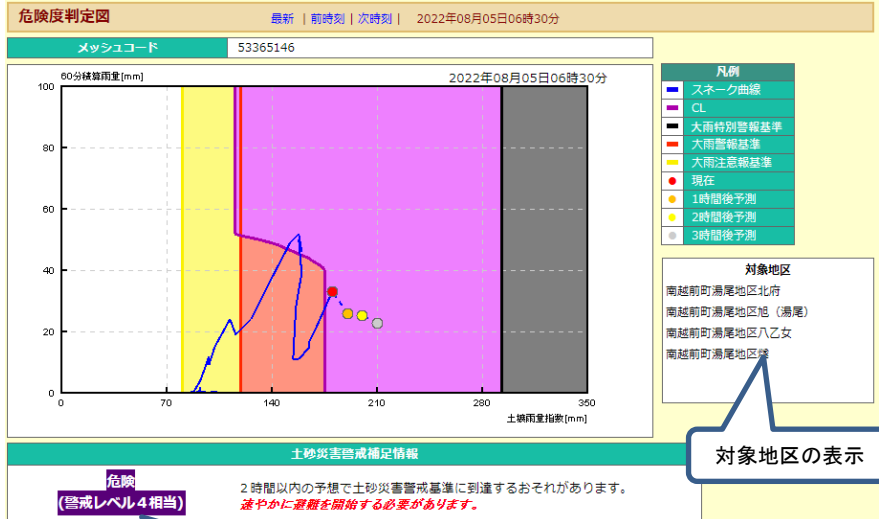 危険度判定図
最新 | 前時刻 | 次時刻 | 2022年08月05日06時30分
メッシュコード 53365146
60分積算雨量[mm]
2022年08月05日06時30分
100
80
60
40
20
0
0 70 140 210 280 350
土壌雨量指数[mm]
凡例
スネーク曲線
CL
大雨特別警報基準
大雨警報基準
大雨注意報基準
現在
1時間後予測
2時間後予測
3時間後予測
対象地区
南越前町湯尾地区北府
南越前町湯尾地区旭（湯尾）
南越前町湯尾地区八乙女
南越前町湯尾地区
対象地区の表示
土砂災害警戒補足情報
危険
(警戒レベル４相当)
２時間以内の予想で土砂災害警戒基準に到達するおそれがあります。
速やかに避難を開始する必要があります。